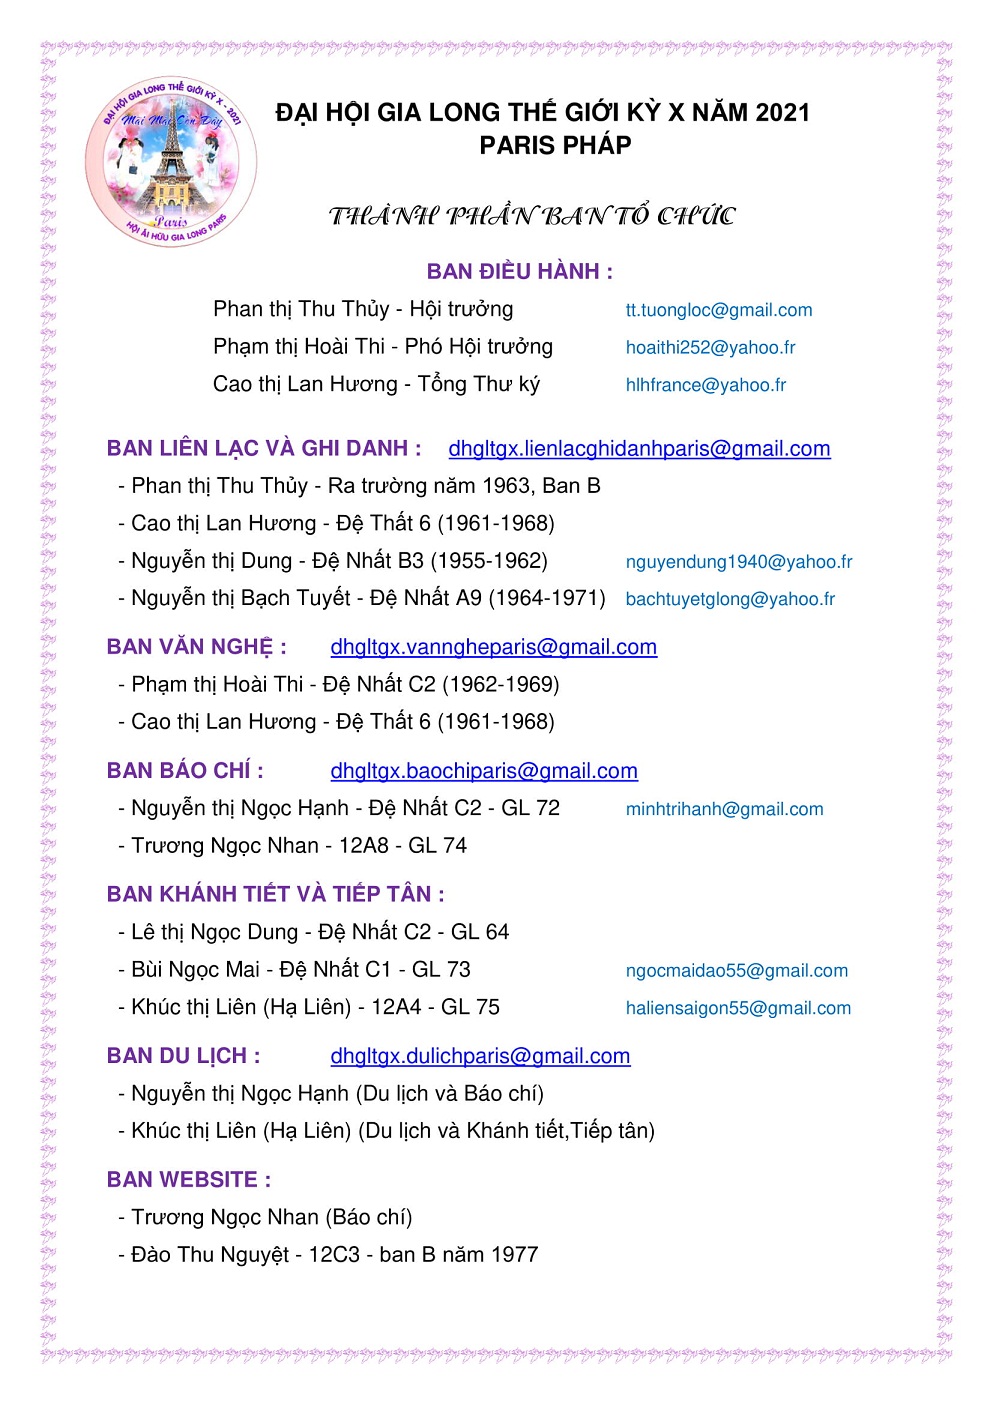 ĐẠI HỘI GIA LONG THẾ GIỚI KỲ X - 2021
Mãi Mãi Còn Đây
Paris
HỘI ÁI HỮU GIA LONG PARIS
ĐẠI HỘI GIA LONG THẾ GIỚI KỲ X NĂM 2021
PARIS PHÁP
THÀNH PHẦN BAN TỔ CHỨC
BAN ĐIỀU HÀNH :
Phan thị Thu Thủy - Hội trưởng tt.tuongloc@gmail.com
Phạm thị Hoài Thi - Phó Hội trưởng hoaithi252@yahoo.fr
Cao thị Lan Hương - Tổng Thư ký hlhfrance@yahoo.fr
BAN LIÊN LẠC VÀ GHI DANH : dhgltgx.lienlacghidanhparis@gmail.com
- Phan thị Thu Thủy - Ra trường năm 1963, Ban B
- Cao thị Lan Hương - Đệ Thất 6 (1961-1968)
- Nguyễn thị Dung - Đệ Nhất B3 (1955-1962) nguyendung1940@yahoo.fr
- Nguyễn thị Bạch Tuyết - Đệ Nhất A9 (1964-1971) bachtuyetglong@yahoo.fr
BAN VĂN NGHỆ : dhgltgx.vanngheparis@gmail.com
- Phạm thị Hoài Thi - Đệ Nhất C2 (1962-1969)
- Cao thị Lan Hương - Đệ Thất 6 (1961-1968)
BAN BÁO CHÍ : dhgltgx.baochiparis@gmail.com
- Nguyễn thị Ngọc Hạnh - Đệ Nhất C2 - GL 72 minhtrihanh@gmail.com
- Trương Ngọc Nhan - 12A8 - GL 74
BAN KHÁNH TIẾT VÀ TIẾP TÂN :
- Lê thị Ngọc Dung - Đệ Nhất C2 - GL 64
- Bùi Ngọc Mai - Đệ Nhất C1 - GL 73 ngocmaidao55@gmail.com
- Khúc thị Liên (Hạ Liên) - 12A4 - GL 75 haliensaigon55@gmail.com
BAN DU LỊCH : dhgltgx.dulichparis@gmail.com
- Nguyễn thị Ngọc Hạnh (Du lịch và Báo chí)
- Khúc thị Liên (Hạ Liên) (Du lịch và Khánh tiết,Tiếp tân)
BAN WEBSITE :
- Trương Ngọc Nhan (Báo chí)
- Đào Thu Nguyệt - 12C3 - ban B năm 1977